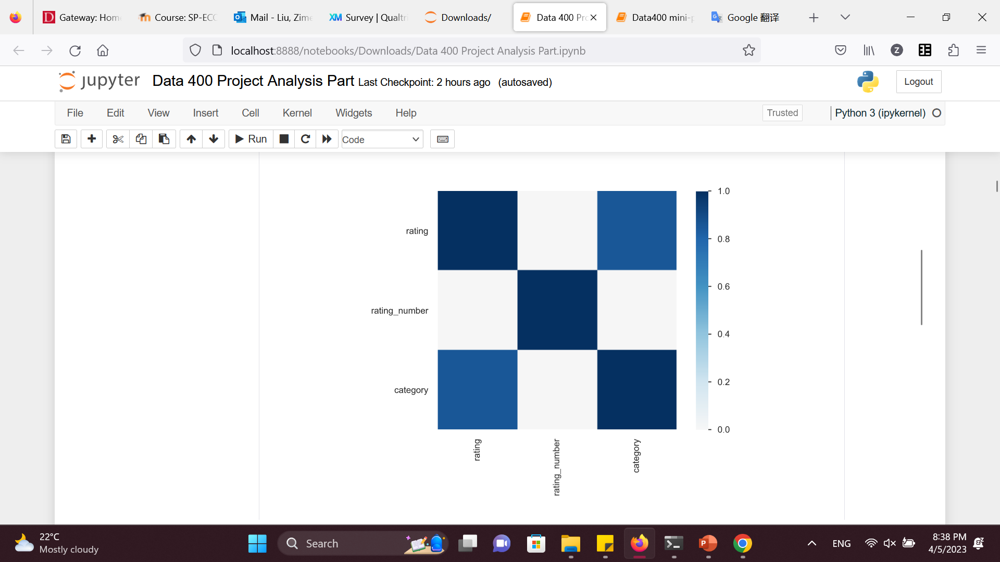 Gateway: Hom
Course: SP-ECC
Mail - Liu, Zime
XM Survey | Qualtri
Downloads/
Data 400 Pro
Data400 mini-p
Google 翻译
localhost:8888/notebooks/Downloads/Data 400 Project Analysis Part.ipynb
Z
jupyter Data 400 Project Analysis Part Last Checkpoint: 2 hours ago (autosaved)
Logout
File Edit View Insert Cell Kernel Widgets Help
Trusted
Python 3 (ipykernel)
Run
Code
rating
rating_number
category
rating
rating_number
category
1.0
0.8
0.6
0.4
0.2
0.0
22°C
Mostly cloudy
Search
ENG
8:38 PM
4/5/2023